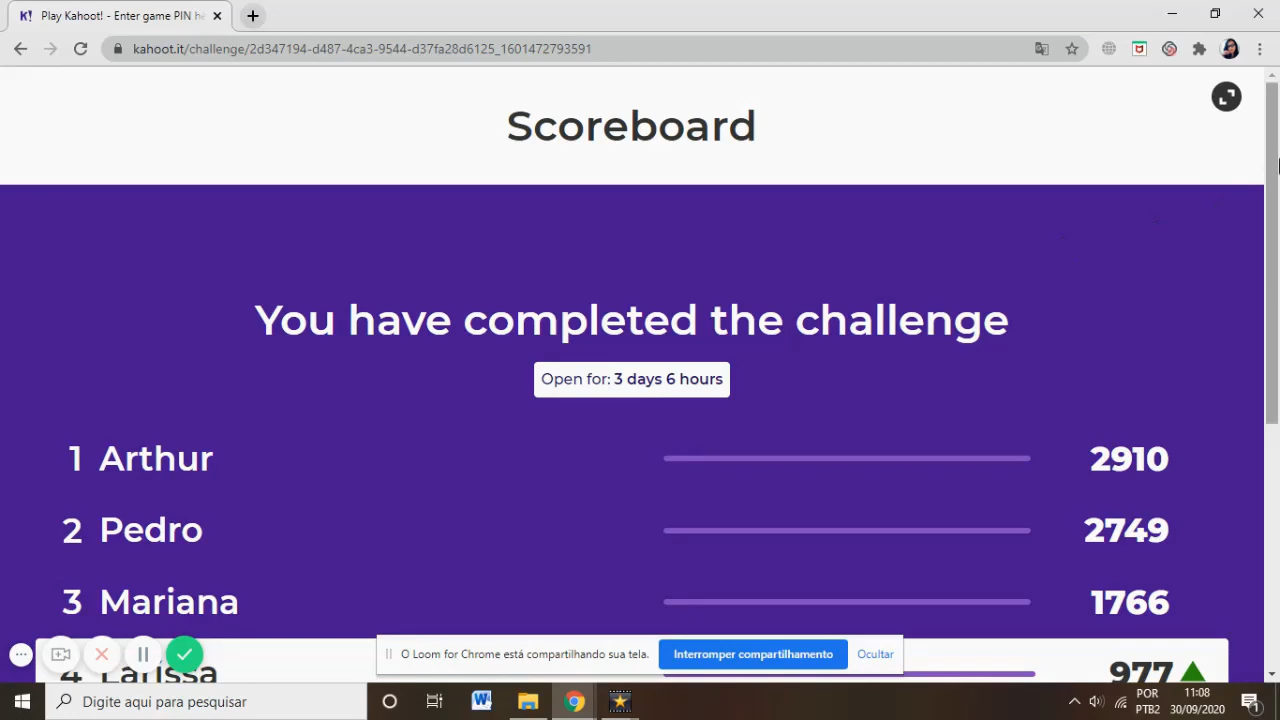 K! Play Kahoot! - Enter game PIN he
kahoot.it/challenge/2d347194-d487-4ca3-9544-d37fa28d6125_1601472793591
Scoreboard
You have completed the challenge
Open for: 3 days 6 hours
1 Arthur 2910
2 Pedro 2749
3 Mariana 1766
4 Larissa 977
O Loom for Chrome está compartilhando sua tela. Interromper compartilhamento Ocultar
Digite aqui para pesquisar
POR 11:08
PTB2 30/09/2020